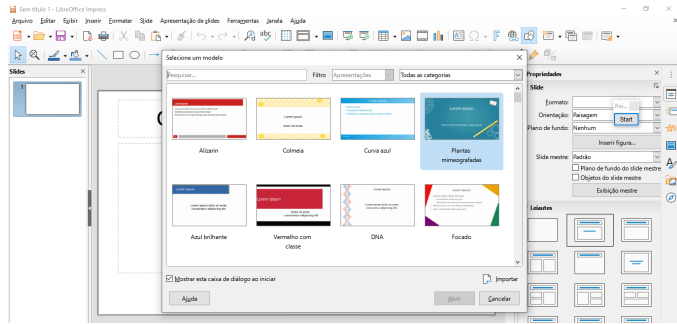 Sem título 1 - LibreOffice Impress
Arquivo Editar Exibir Inserir Formatar Slide Apresentação de slides Ferramentas Janela Ajuda
Slides
1
Selecione um modelo
Pesquisar...
Filtro
Apresentações
Todas as categorias
Alizarin
Colmeia
Curva azul
Plantas
mimeografadas
Azul brilhante
Vermelho com
classe
DNA
Focado
Mostrar esta caixa de diálogo ao iniciar
Importar
Ajuda
Abrir
Cancelar
Propriedades
Slide
Formato:
Poi...
Start
Orientação:
Paisagem
Plano de fundo:
Nenhum
Inserir figura...
Slide mestre:
Padrão
Plano de fundo do slide mestre
Objetos do slide mestre
Exibição mestre
Leiautes